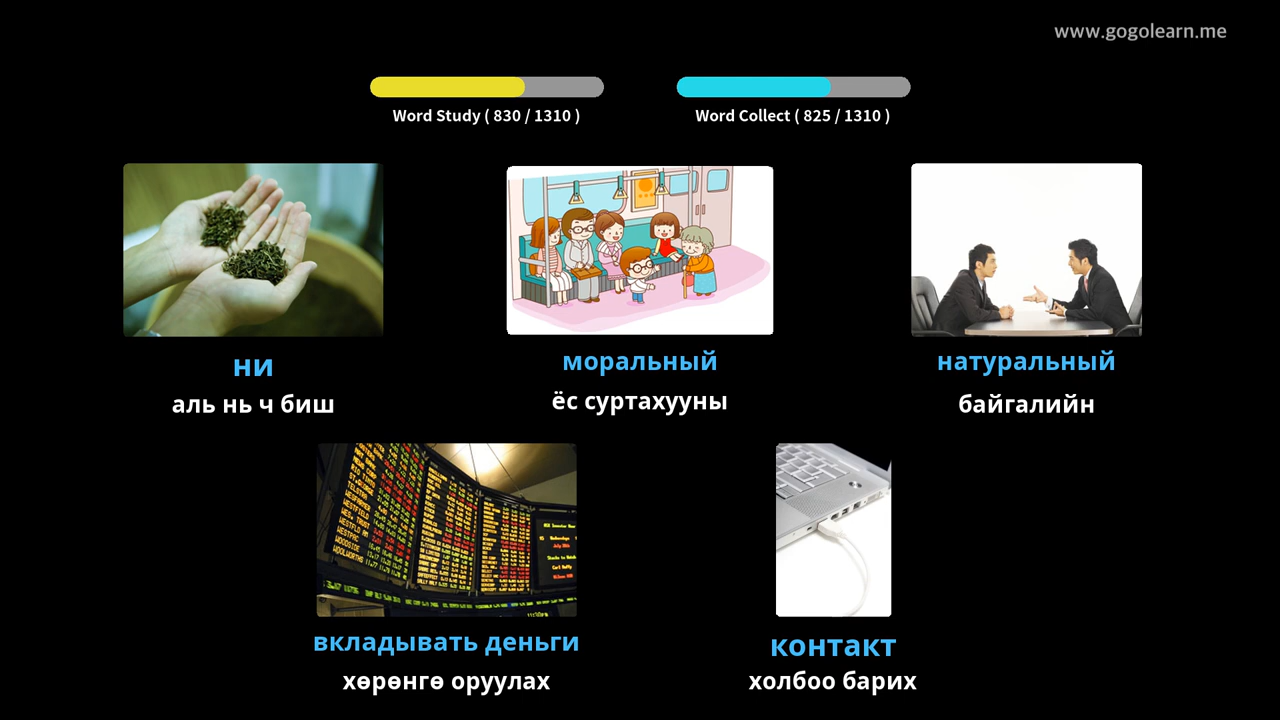 www.gogolearn.me
Word Study ( 830 / 1310 )
Word Collect ( 825 / 1310 )
ни
аль нь ч биш
моральный
ёс суртахууны
натуральный
байгалийн
вкладывать деньги
хөрөнгө оруулах
контакт
холбоо барих